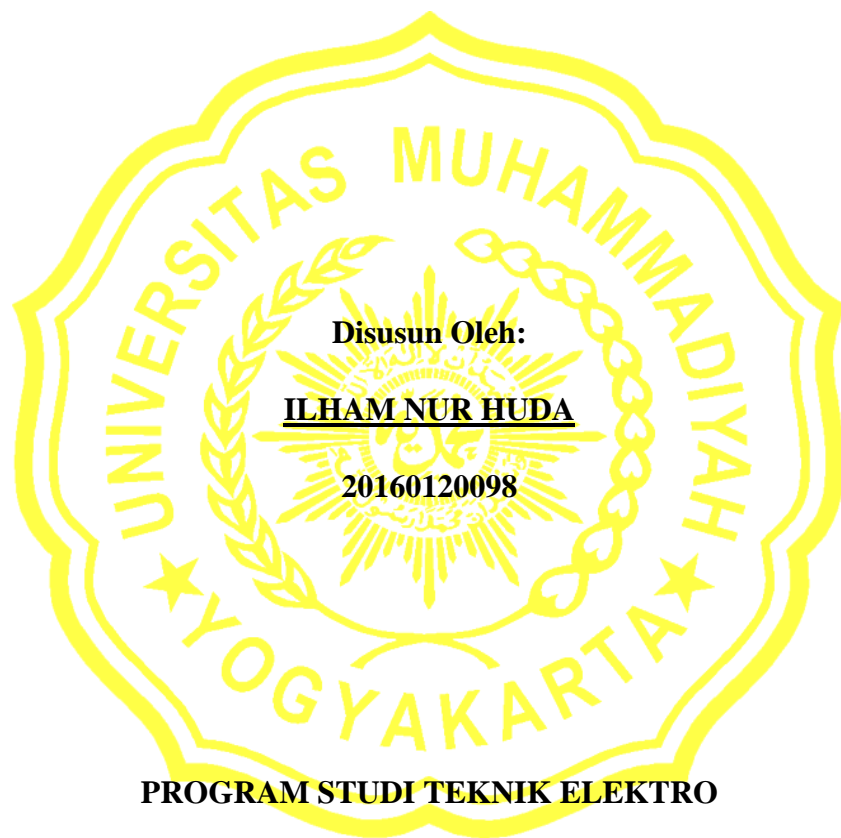 UNIVERSITAS MUHAMMADIYAH
Disusun Oleh:
ILHAM NUR HUDA
20160120098
★YOGYAKARTA★
PROGRAM STUDI TEKNIK ELEKTRO